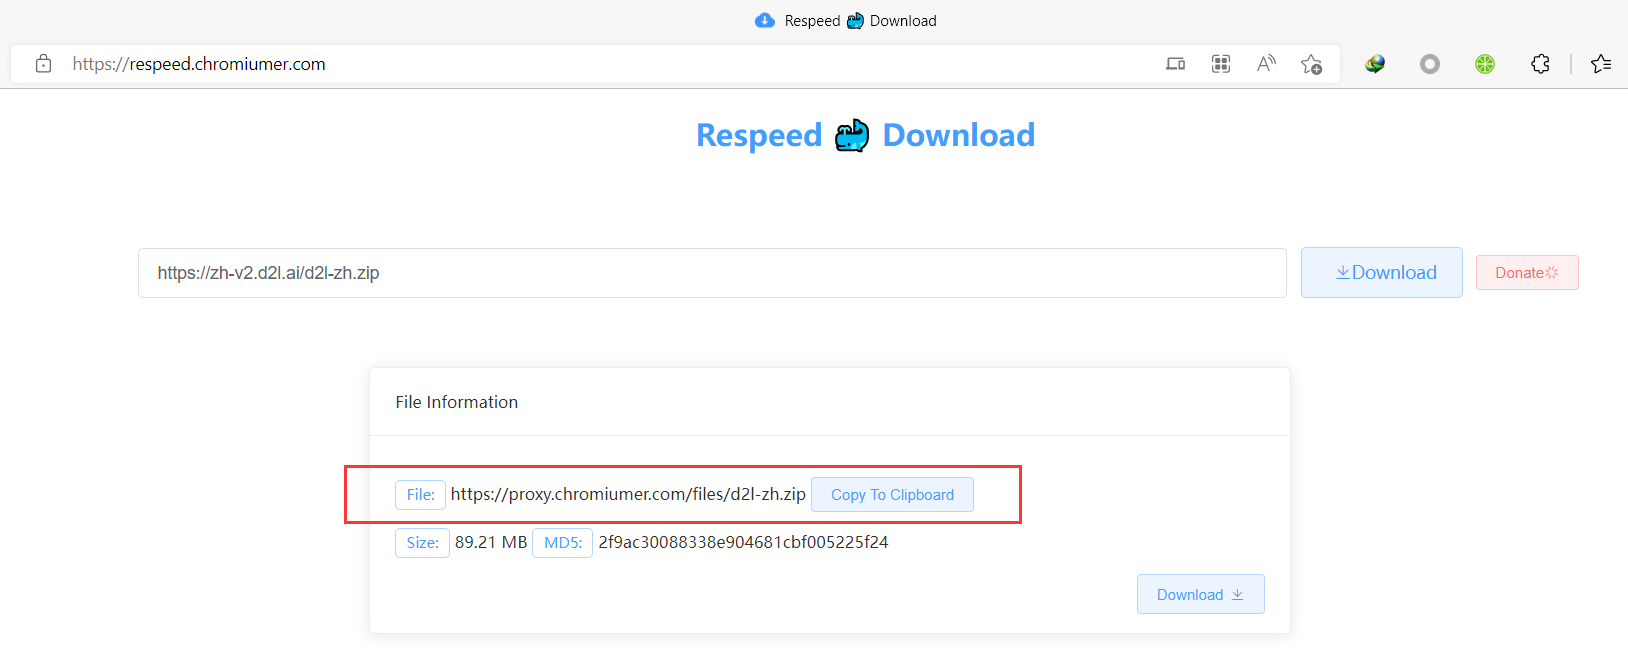 Respeed Download
https://respeed.chromiumer.com
Respeed Download
https://zh-v2.d2l.ai/d2l-zh.zip
Download
Donate
File Information
File: https://proxy.chromiumer.com/files/d2l-zh.zip Copy To Clipboard
Size: 89.21 MB MD5: 2f9ac30088338e904681cbf005225f24
Download